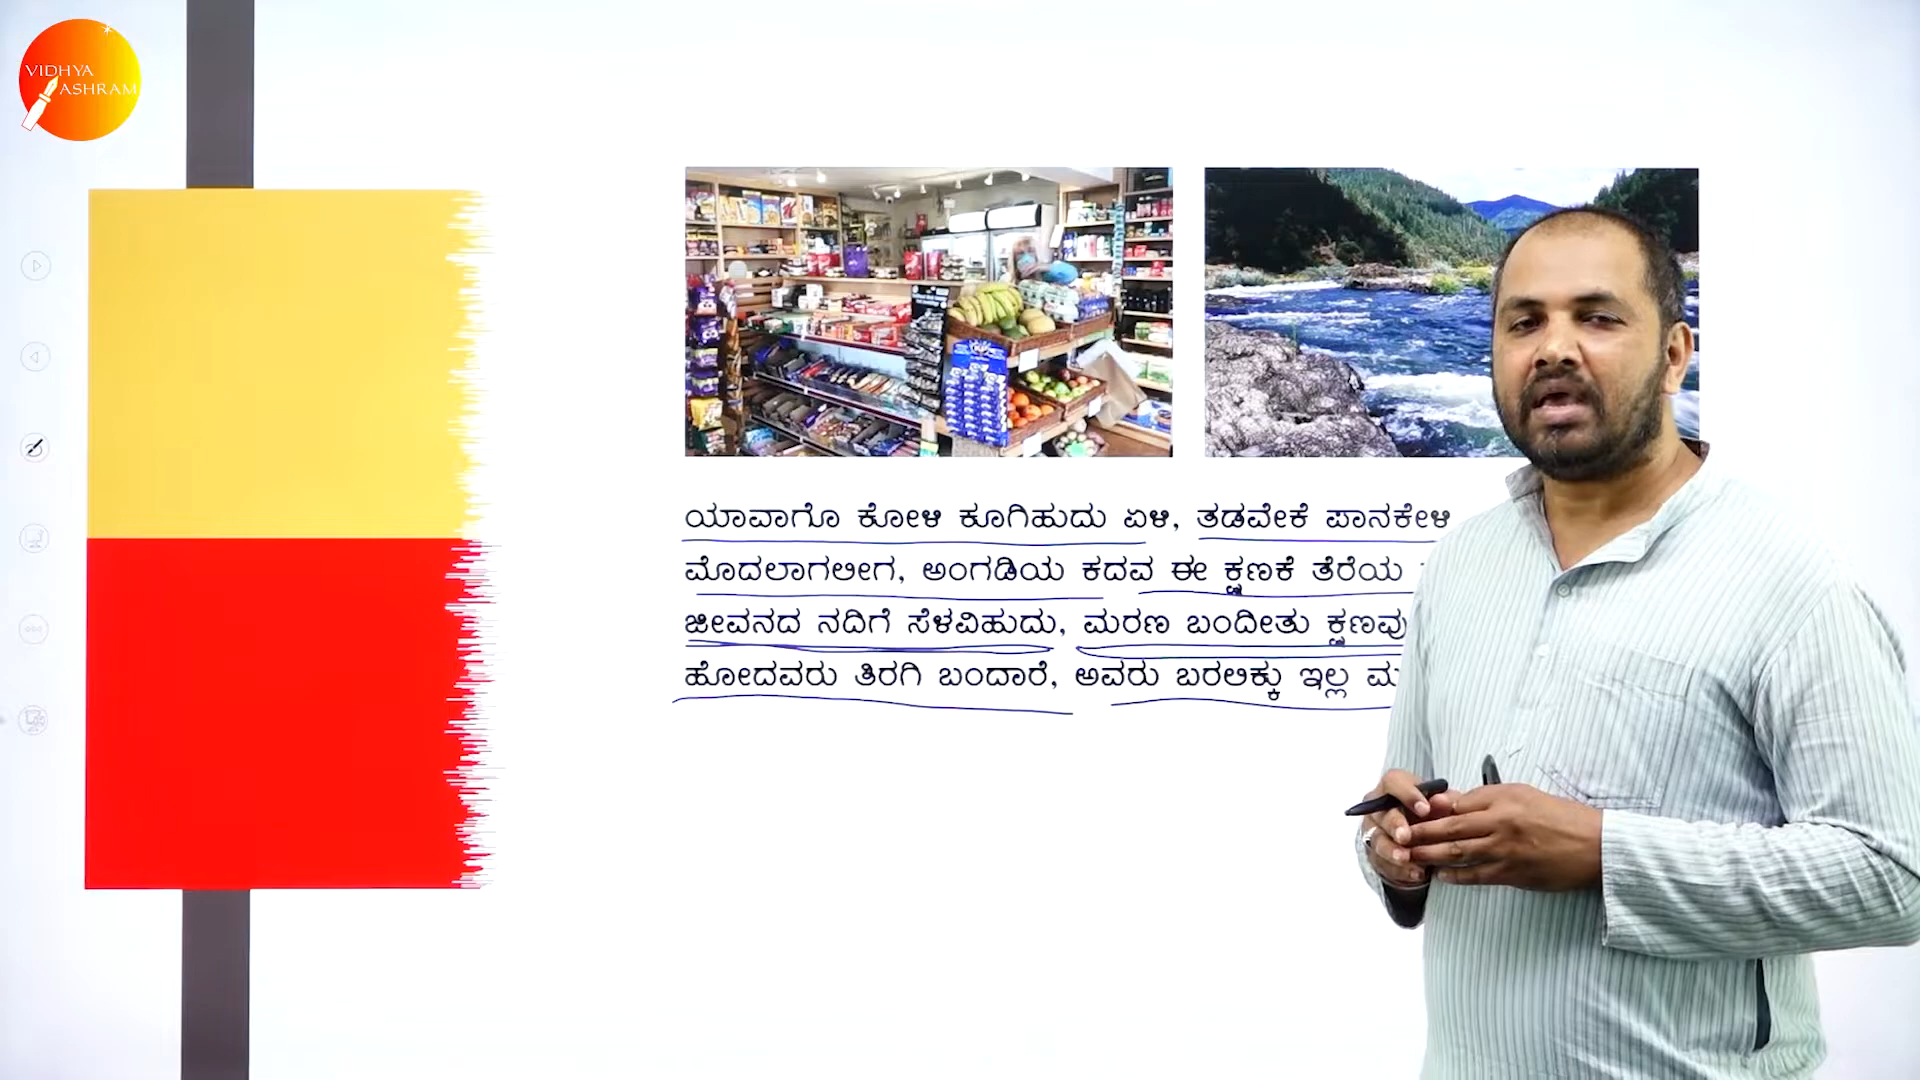 VIDHYA
ASHRAM
ಯಾವಾಗೊ ಕೋಳಿ ಕೂಗಿಹುದು ಏಳಿ, ತಡವೇಕೆ ಪಾನಕೇಳಿ
ಮೊದಲಾಗಲೀಗ, ಅಂಗಡಿಯ ಕದವ ಈ ಕ್ಷಣಕೆ ತೆರೆಯ
ಜೀವನದ ನದಿಗೆ ಸೆಳವಿಹುದು, ಮರಣ ಬಂದೀತು ಕ್ಷಣವು
ಹೋದವರು ತಿರಗಿ ಬಂದಾರೆ, ಅವರು ಬರಲಿಕ್ಕು ಇಲ್ಲ